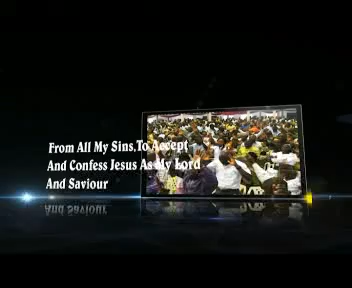 From All My Sins,To Accept
And Confess Jesus As My Lord
And Saviour